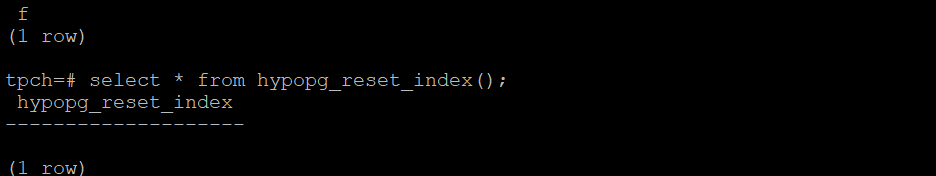 f
(1 row)
tpch=# select * from hypopg_reset_index();
hypopg_reset_index
--------------------
(1 row)